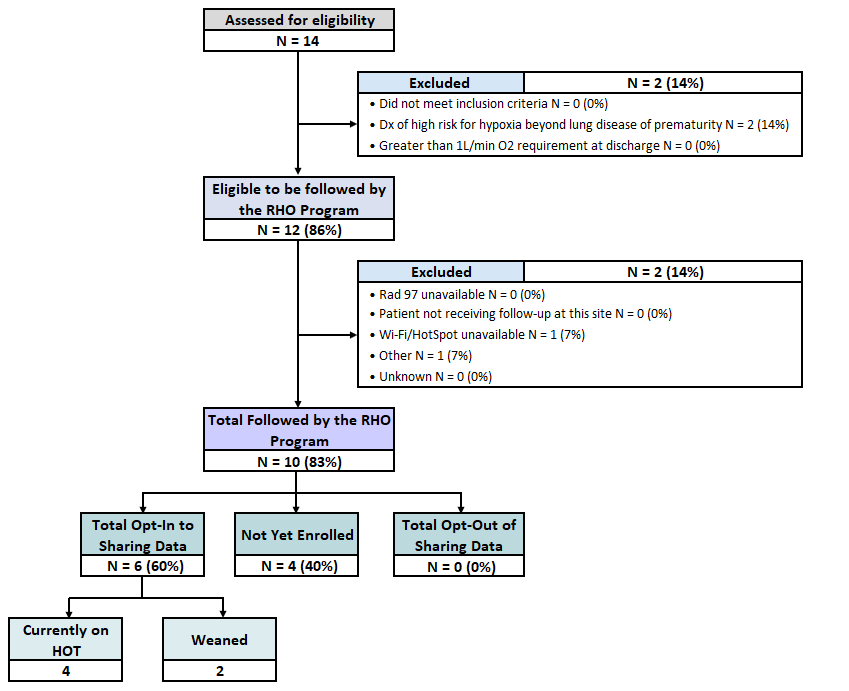 Assessed for eligibility
N = 14
Excluded
N = 2 (14%)
• Did not meet inclusion criteria N = 0 (0%)
• Dx of high risk for hypoxia beyond lung disease of prematurity N = 2 (14%)
• Greater than 1L/min O2 requirement at discharge N = 0 (0%)
Eligible to be followed by
the RHO Program
N = 12 (86%)
Excluded
N = 2 (14%)
• Rad 97 unavailable N = 0 (0%)
• Patient not receiving follow-up at this site N = 0 (0%)
• Wi-Fi/HotSpot unavailable N = 1 (7%)
• Other N = 1 (7%)
• Unknown N = 0 (0%)
Total Followed by the RHO
Program
N = 10 (83%)
Total Opt-In to
Sharing Data
N = 6 (60%)
Not Yet Enrolled
N = 4 (40%)
Total Opt-Out of
Sharing Data
N = 0 (0%)
Currently on
HOT
4
Weaned
2